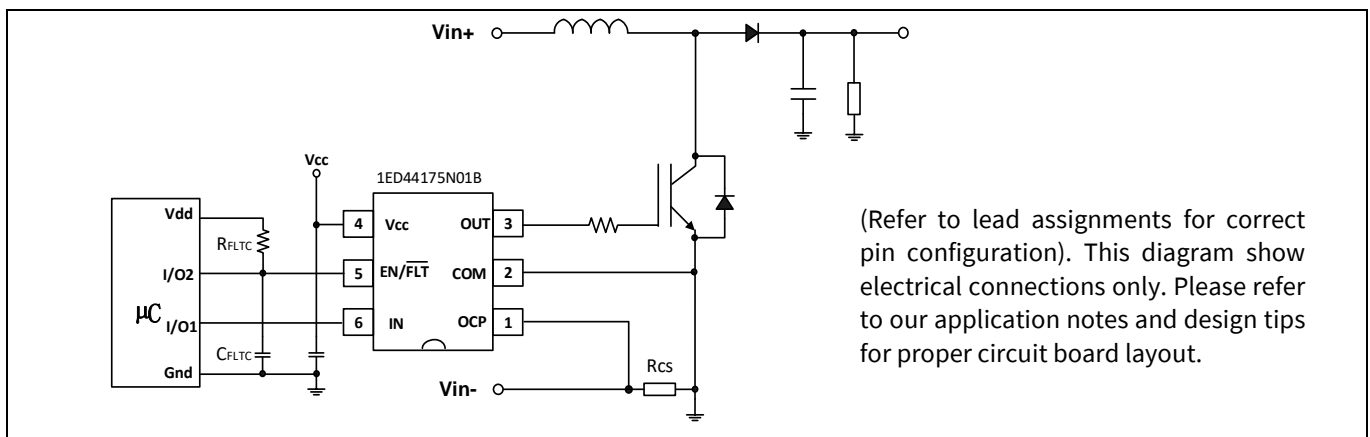 Vin+
Vcc
1ED44175N01B
Vdd
RFLTC
I/O2
μC
I/O1
CFLTC
Gnd
4
Vcc
OUT
3
5
EN/FLT
COM
2
6
IN
OCP
1
Rcs
Vin-
(Refer to lead assignments for correct
pin configuration). This diagram show
electrical connections only. Please refer
to our application notes and design tips
for proper circuit board layout.